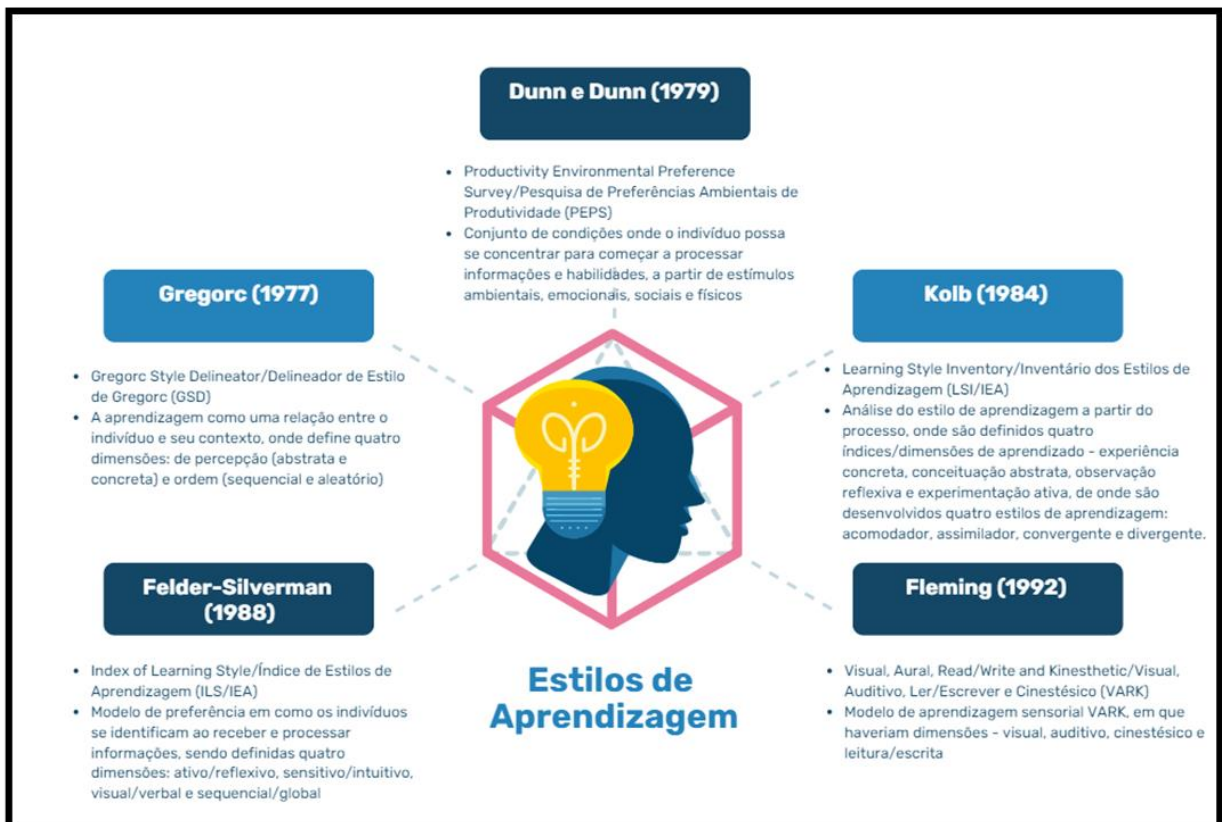 Dunn e Dunn (1979)
• Productivity Environmental Preference
Survey/Pesquisa de Preferências Ambientais de
Produtividade (PEPS)
• Conjunto de condições onde o indivíduo possa
se concentrar para começar a processar
informações e habilidades, a partir de estímulos
ambientais, emocionais, sociais e físicos
Gregorc (1977)
• Gregorc Style Delineator/Delineador de Estilo
de Gregorc (GSD)
• A aprendizagem como uma relação entre o
indivíduo e seu contexto, onde define quatro
dimensões: de percepção (abstrata e
concreta) e ordem (sequencial e aleatório)
Kolb (1984)
• Learning Style Inventory/Inventário dos Estilos de
Aprendizagem (LSI/IEA)
• Análise do estilo de aprendizagem a partir do
processo, onde são definidos quatro
índices/dimensões de aprendizado - experiência
concreta, conceituação abstrata, observação
reflexiva e experimentação ativa, de onde são
desenvolvidos quatro estilos de aprendizagem:
acomodador, assimilador, convergente e divergente.
Felder-Silverman
(1988)
• Index of Learning Style/Índice de Estilos de
Aprendizagem (ILS/IEA)
• Modelo de preferência em como os indivíduos
se identificam ao receber e processar
informações, sendo definidas quatro
dimensões: ativo/reflexivo, sensitivo/intuitivo,
visual/verbal e sequencial/global
Fleming (1992)
• Visual, Aural, Read/Write and Kinesthetic/Visual,
Auditivo, Ler/Escrever e Cinestésico (VARK)
• Modelo de aprendizagem sensorial VARK, em que
haveriam dimensões - visual, auditivo, cinestésico e
leitura/escrita
Estilos de
Aprendizagem